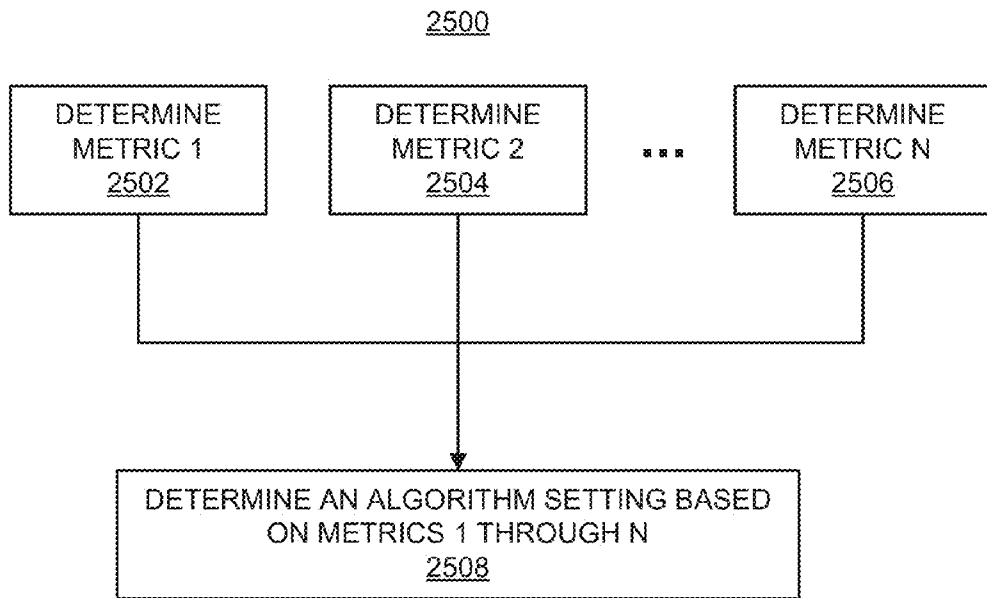 2500
DETERMINE
METRIC 1
2502
DETERMINE
METRIC 2
2504
...
DETERMINE
METRIC N
2506
DETERMINE AN ALGORITHM SETTING BASED
ON METRICS 1 THROUGH N
2508